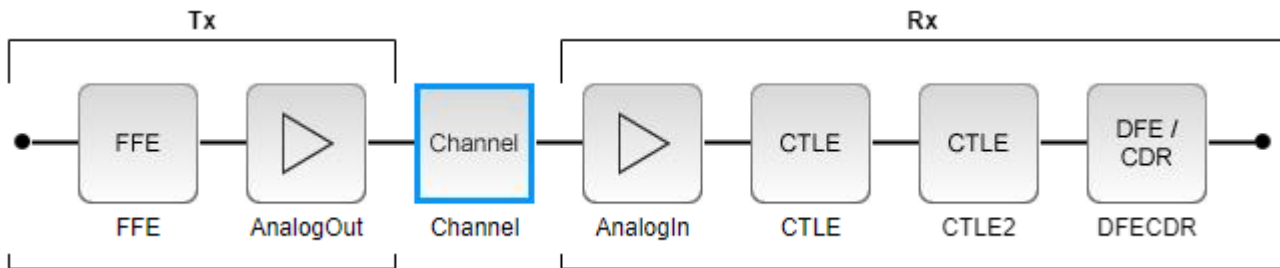 Tx
Rx
FFE
Channel
CTLE
CTLE
DFE /
CDR
FFE
AnalogOut
Channel
AnalogIn
CTLE
CTLE2
DFECDR